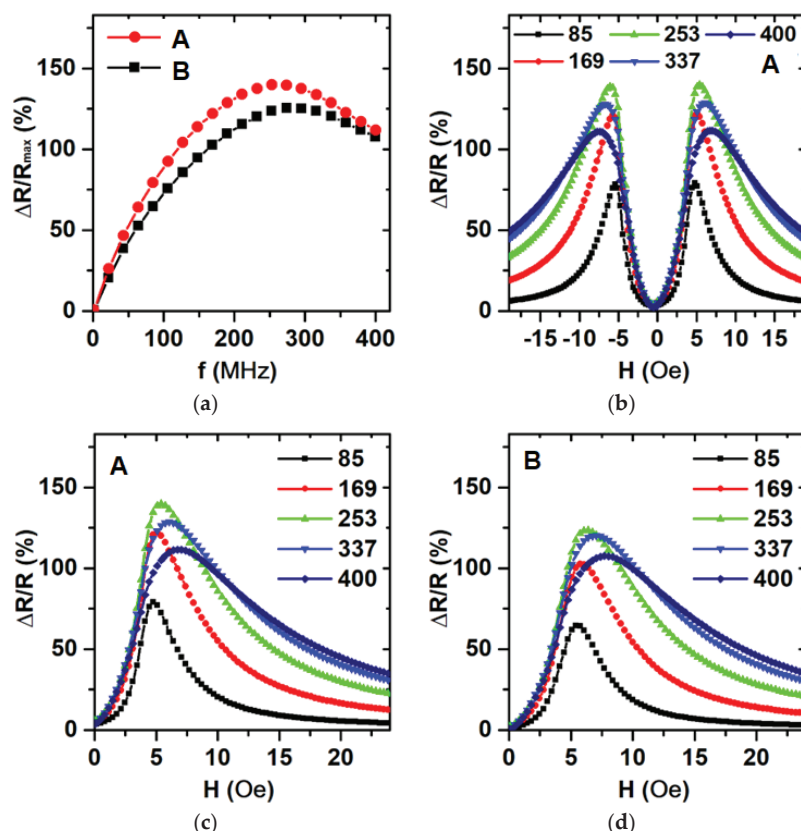 A
B
ΔR/Rmax (%)
150
100
50
0
0 100 200 300 400
f (MHz)
(a)
85 253 400
169 337
A
ΔR/R (%)
150
100
50
0
-15 -10 -5 0 5 10 15
H (Oe)
(b)
A
85
169
253
337
400
ΔR/R (%)
150
100
50
0
0 5 10 15 20
H (Oe)
(c)
B
85
169
253
337
400
ΔR/R (%)
150
100
50
0
0 5 10 15 20
H (Oe)
(d)